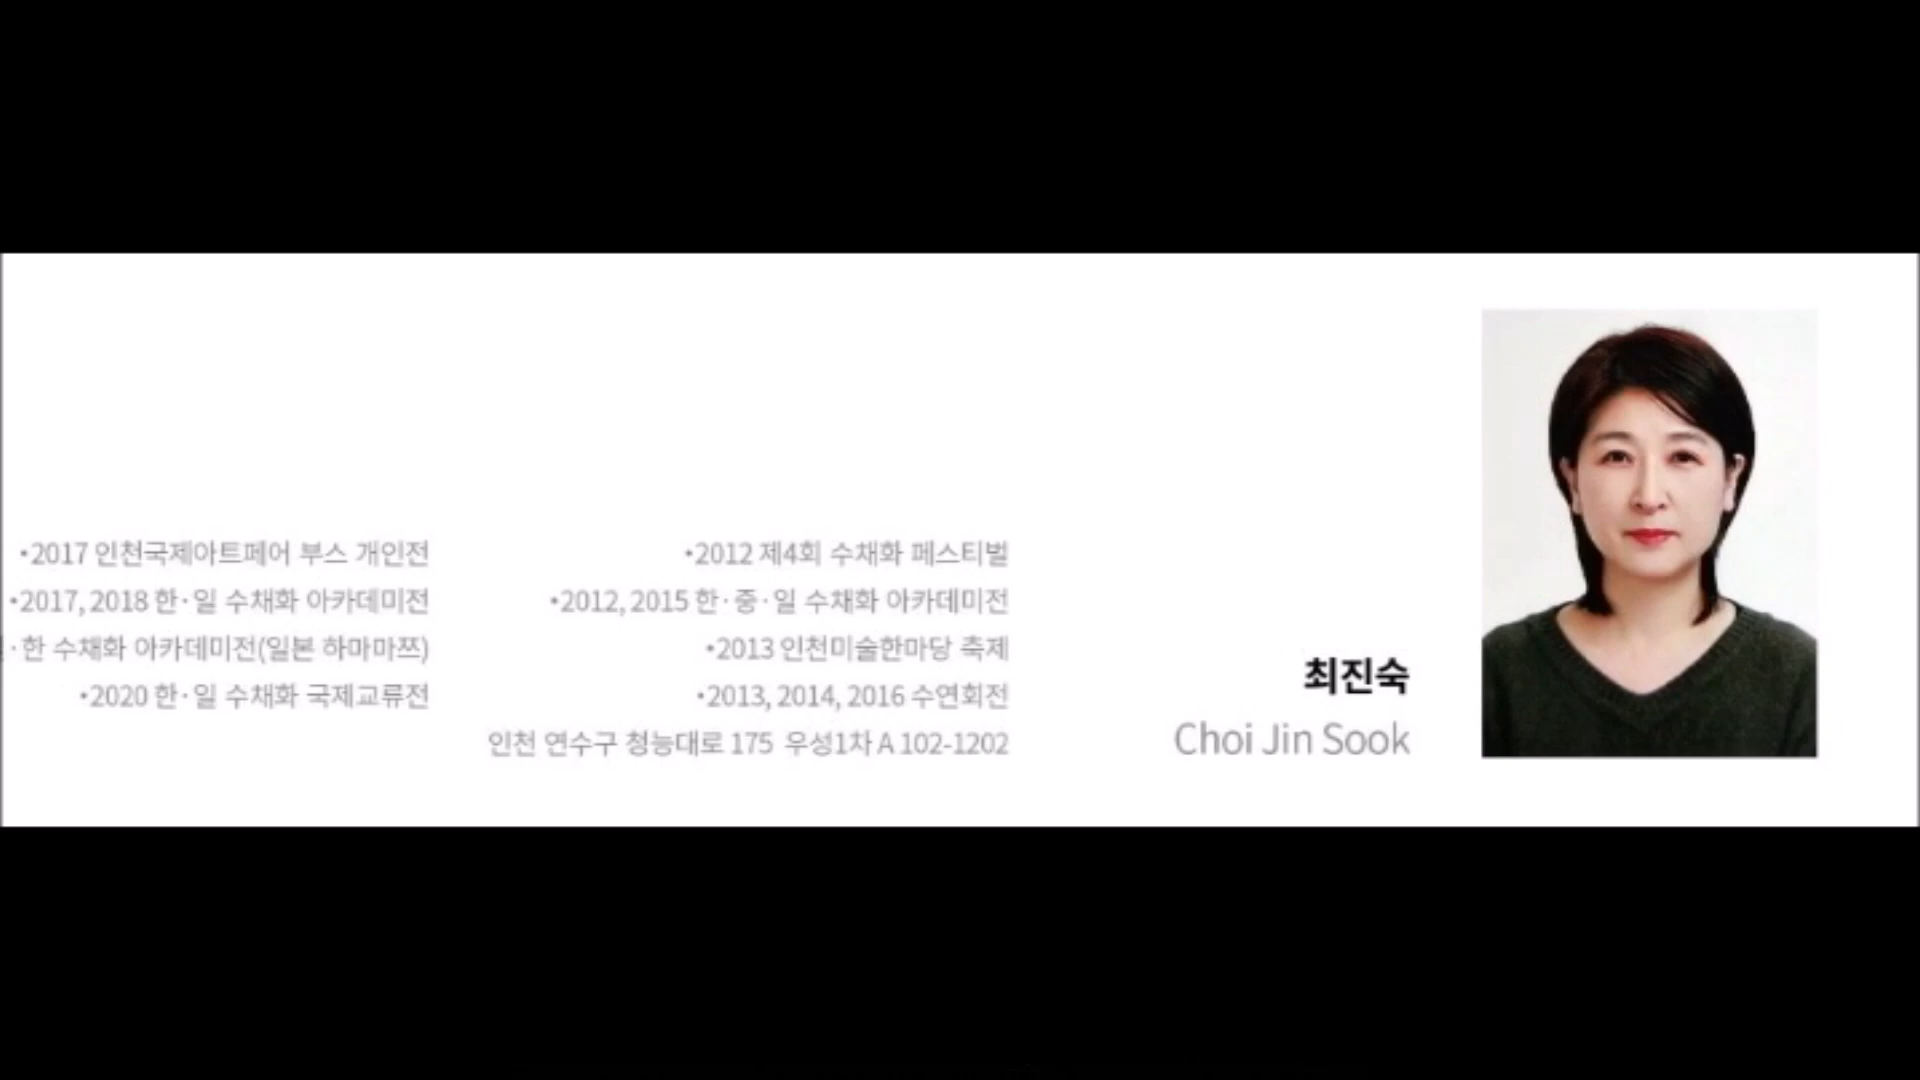 •2017 인천국제아트페어 부스 개인전
•2017, 2018 한·일 수채화 아카데미전
·한 수채화 아카데미전(일본 하마마쯔)
•2020 한·일 수채화 국제교류전
•2012 제4회 수채화 페스티벌
•2012, 2015 한·중·일 수채화 아카데미전
•2013 인천미술한마당 축제
•2013, 2014, 2016 수연회전
인천 연수구 청능대로 175 우성1차 A 102-1202
최진숙
Choi Jin Sook